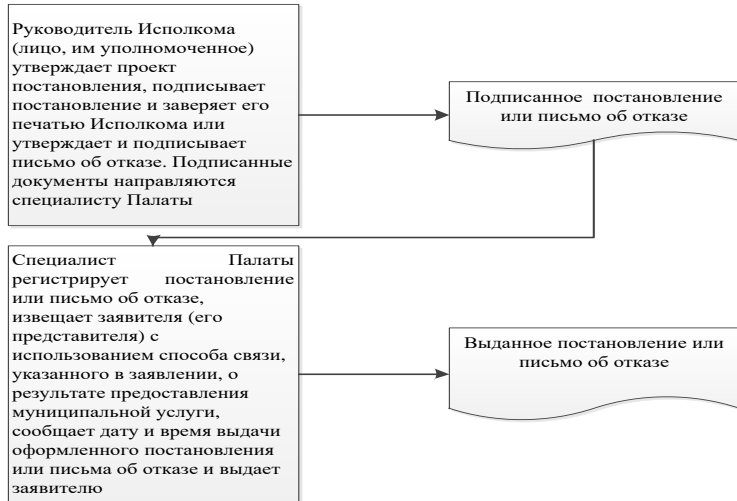 Руководитель Исполкома
(лицо, им уполномоченное)
утверждает проект
постановления, подписывает
постановление и заверяет его
печатью Исполкома или
утверждает и подписывает
письмо об отказе. Подписанные
документы направляются
специалисту Палаты
Подписанное постановление
или письмо об отказе
Специалист Палаты
регистрирует постановление
или письмо об отказе,
извещает заявителя (его
представителя) с
использованием способа связи,
указанного в заявлении, о
результате предоставления
муниципальной услуги,
сообщает дату и время выдачи
оформленного постановления
или письма об отказе и выдает
заявителю
Выданное постановление или
письмо об отказе